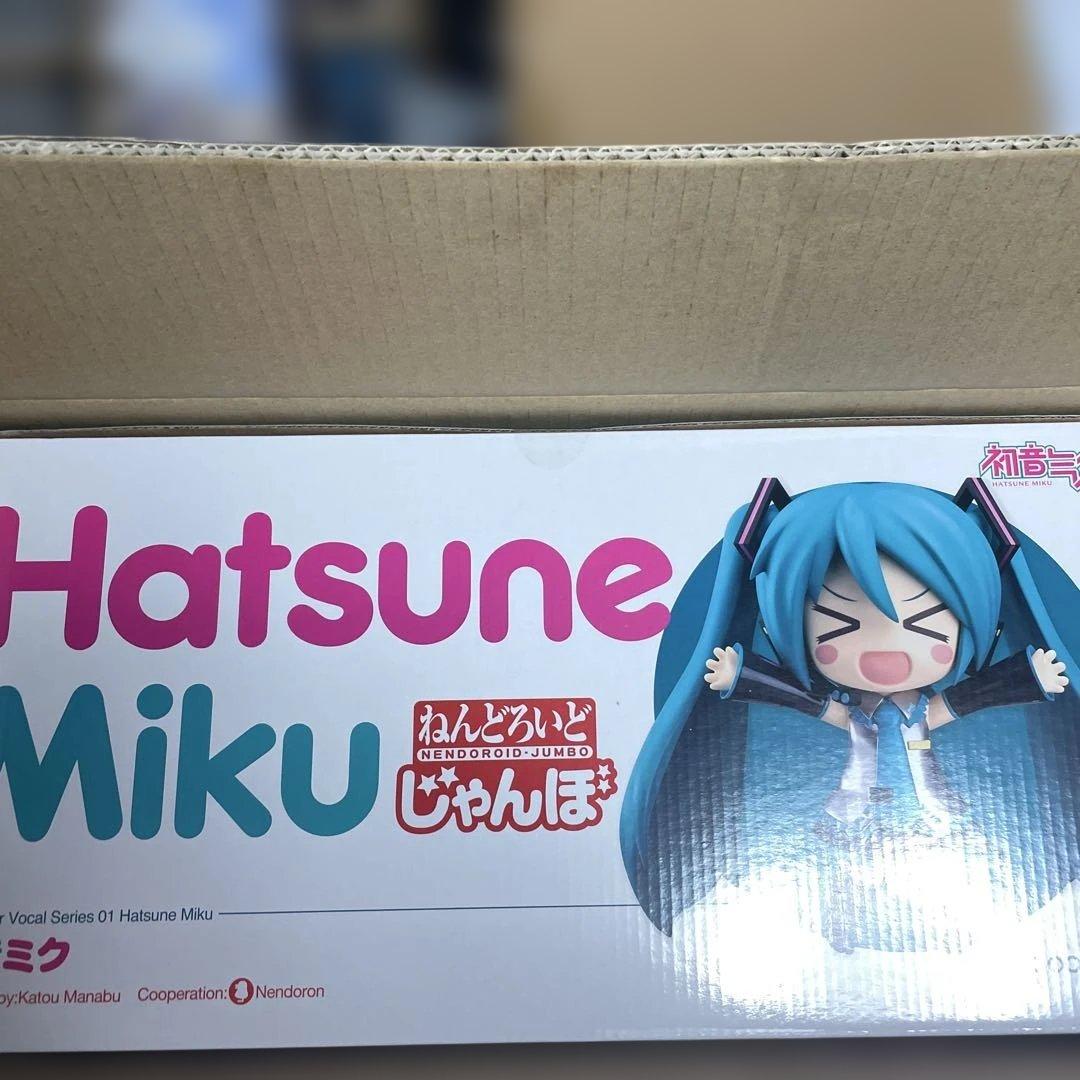 初音ミク
HATSUNE MIKU
Hatsune
Miku
ねんどろいど
NENDOROID-JUMBO
じゃんぼ
r Vocal Series 01 Hatsune Miku
ミク
by:Katou Manabu Cooperation: Nendoron